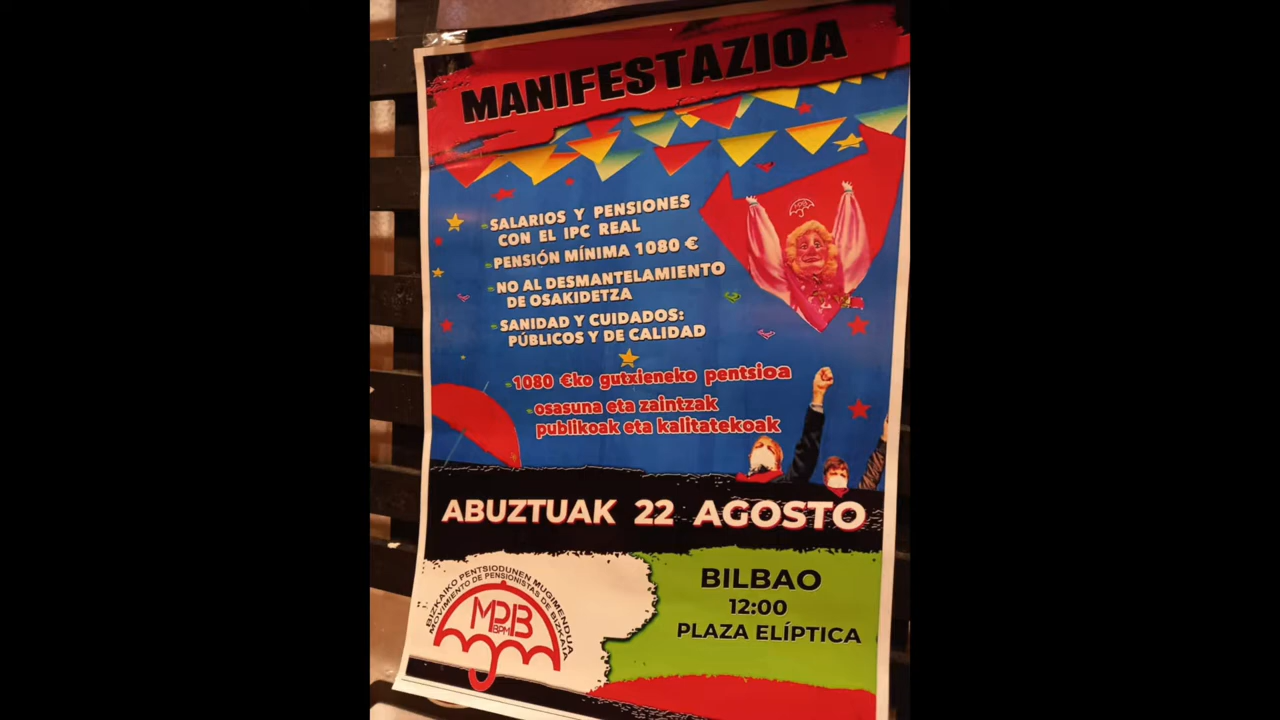 MANIFESTAZIOA
SALARIOS Y PENSIONES
CON EL IPC REAL
PENSIÓN MÍNIMA 1080 €
NO AL DESMANTELAMIENTO
DE OSAKIDETZA
SANIDAD Y CUIDADOS:
PÚBLICOS Y DE CALIDAD
1080 €ko gutxieneko pentsioa
osasuna eta zaintzak
publikoak eta kalitatekoak
ABUZTUAK 22 AGOSTO
BIZKAIKO PENTSIODUNEN MUGIMENDUA
MOVIMIENTO DE PENSIONISTAS DE BIZKAIA
MPB
BPM
BILBAO
12:00
PLAZA ELÍPTICA